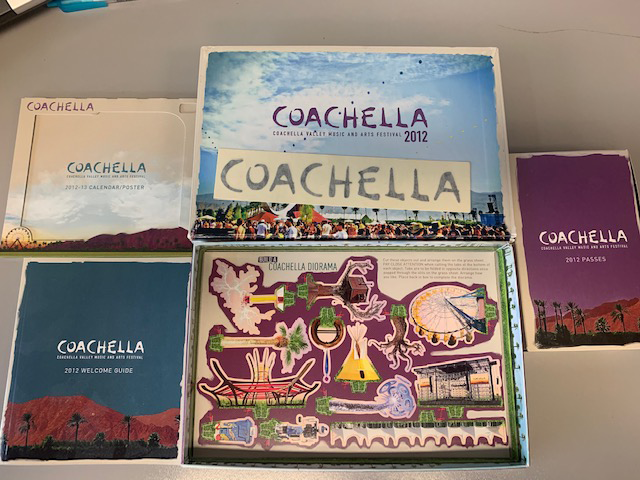 COACHELLA
COACHELLA
COACHELLA VALLEY MUSIC AND ARTS FESTIVAL
2012-13 CALENDAR/POSTER
COACHELLA
COACHELLA VALLEY MUSIC AND ARTS FESTIVAL 2012
COACHELLA
COACHELLA
COACHELLA VALLEY MUSIC AND ARTS FESTIVAL
2012 PASSES
COACHELLA
COACHELLA VALLEY MUSIC AND ARTS FESTIVAL
2012 WELCOME GUIDE
BUILD A
COACHELLA DIORAMA